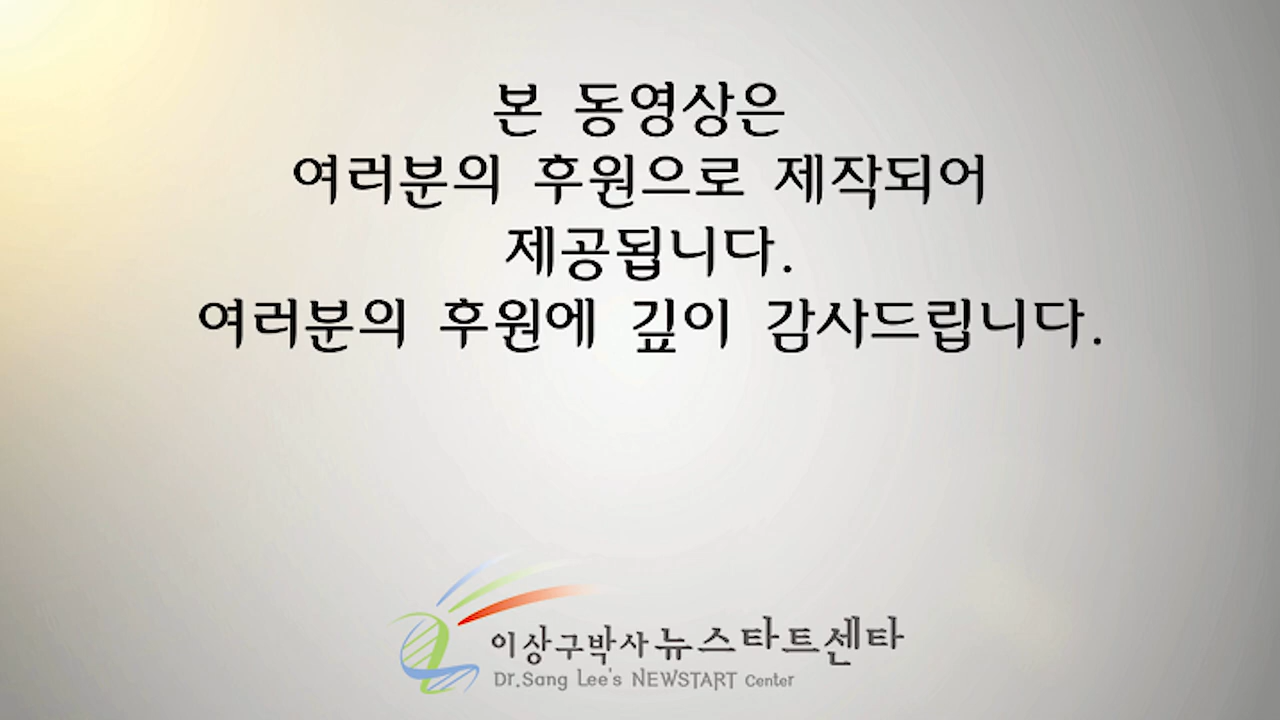 본 동영상은
여러분의 후원으로 제작되어
제공됩니다.
여러분의 후원에 깊이 감사드립니다.
이상구박사 뉴스타트센타
Dr.Sang Lee's NEWSTART Center